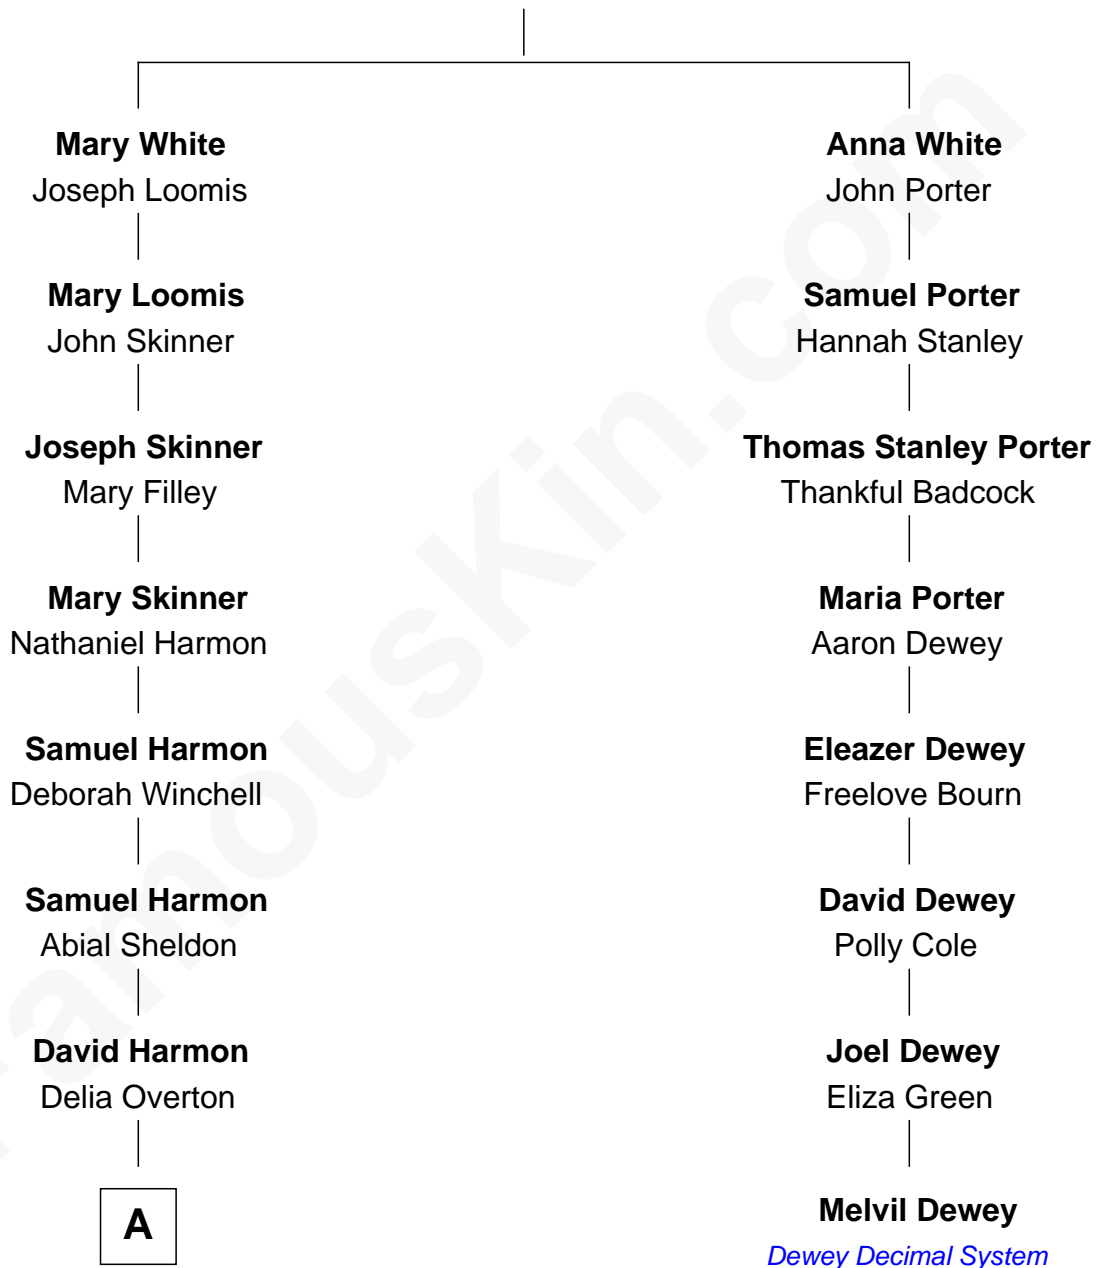 Mary White
Joseph Loomis
Mary Loomis
John Skinner
Joseph Skinner
Mary Filley
Mary Skinner
Nathaniel Harmon
Samuel Harmon
Deborah Winchell
Samuel Harmon
Abial Sheldon
David Harmon
Delia Overton
A
Anna White
John Porter
Samuel Porter
Hannah Stanley
Thomas Stanley Porter
Thankful Badcock
Maria Porter
Aaron Dewey
Eleazer Dewey
Freelove Bourn
David Dewey
Polly Cole
Joel Dewey
Eliza Green
Melvil Dewey
Dewey Decimal System
FamousKin.com